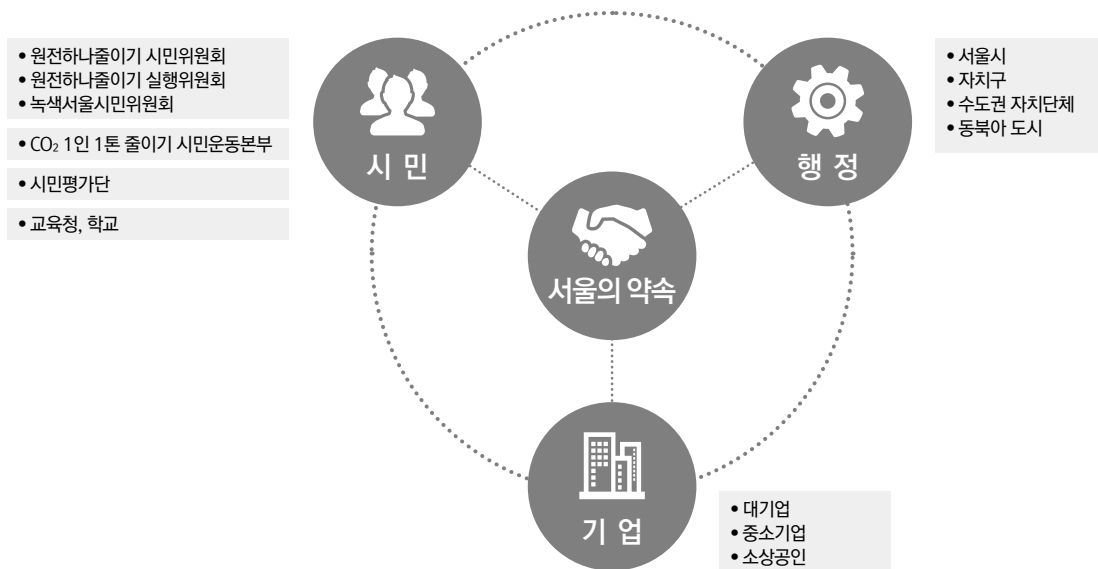 • 원전하나줄이기 시민위원회
• 원전하나줄이기 실행위원회
• 녹색서울시민위원회
• CO₂ 1인 1톤 줄이기 시민운동본부
• 시민평가단
• 교육청, 학교
시 민
행 정
• 서울시
• 자치구
• 수도권 자치단체
• 동북아 도시
서울의 약속
기 업
• 대기업
• 중소기업
• 소상공인